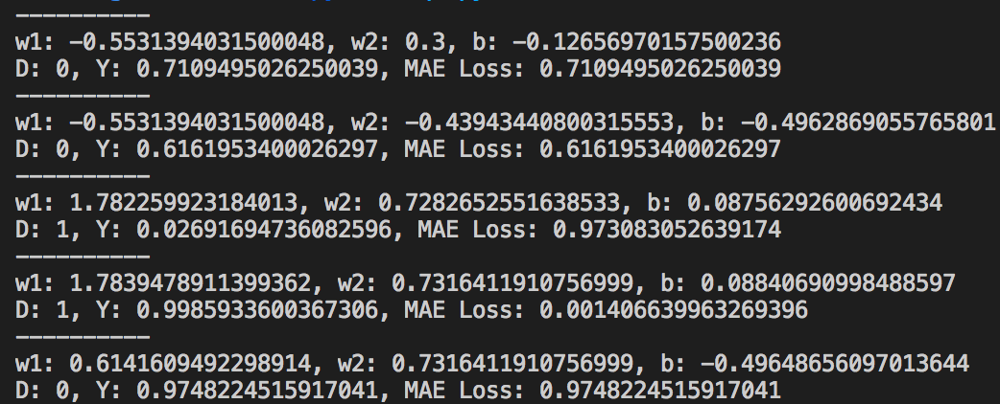 ----------
w1: -0.5531394031500048, w2: 0.3, b: -0.12656970157500236
D: 0, Y: 0.7109495026250039, MAE Loss: 0.7109495026250039
----------
w1: -0.5531394031500048, w2: -0.43943440800315553, b: -0.4962869055765801
D: 0, Y: 0.6161953400026297, MAE Loss: 0.6161953400026297
----------
w1: 1.782259923184013, w2: 0.7282652551638533, b: 0.08756292600692434
D: 1, Y: 0.02691694736082596, MAE Loss: 0.973083052639174
----------
w1: 1.7839478911399362, w2: 0.7316411910756999, b: 0.08840690998488597
D: 1, Y: 0.9985933600367306, MAE Loss: 0.001406639963269396
----------
w1: 0.6141609492298914, w2: 0.7316411910756999, b: -0.49648656097013644
D: 0, Y: 0.9748224515917041, MAE Loss: 0.9748224515917041